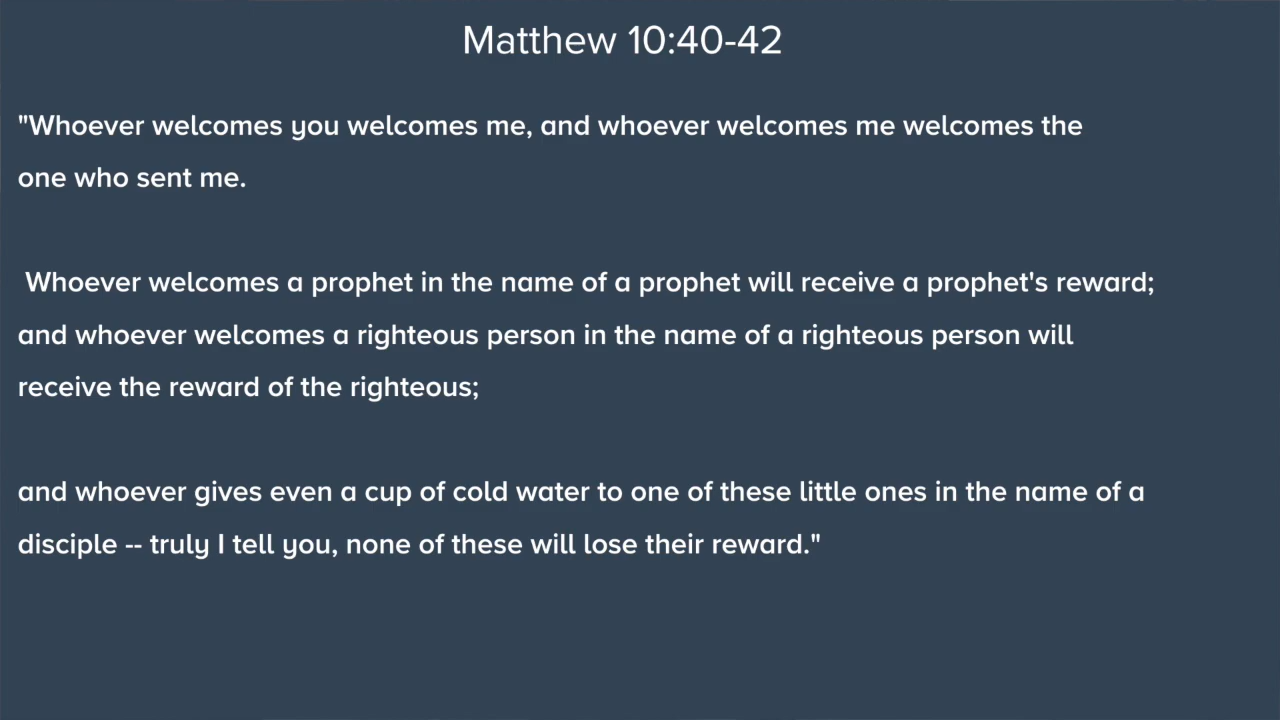 Matthew 10:40-42
"Whoever welcomes you welcomes me, and whoever welcomes me welcomes the
one who sent me.
Whoever welcomes a prophet in the name of a prophet will receive a prophet's reward;
and whoever welcomes a righteous person in the name of a righteous person will
receive the reward of the righteous;
and whoever gives even a cup of cold water to one of these little ones in the name of a
disciple -- truly I tell you, none of these will lose their reward."